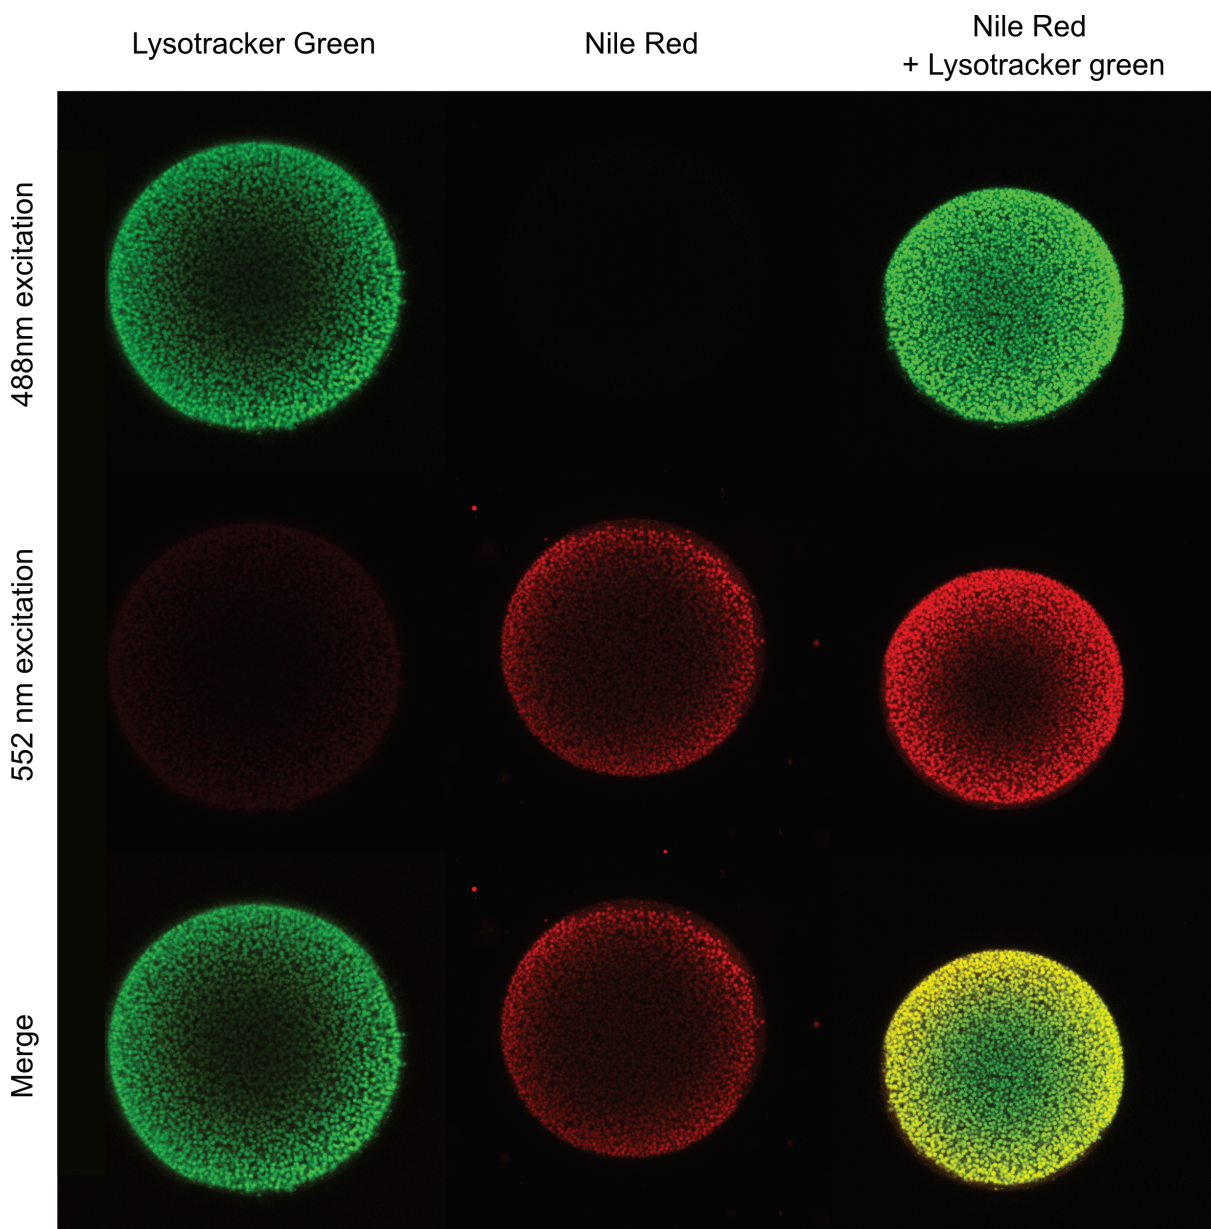 Lysotracker Green
Nile Red
Nile Red
+ Lysotracker green
488nm excitation
552 nm excitation
Merge